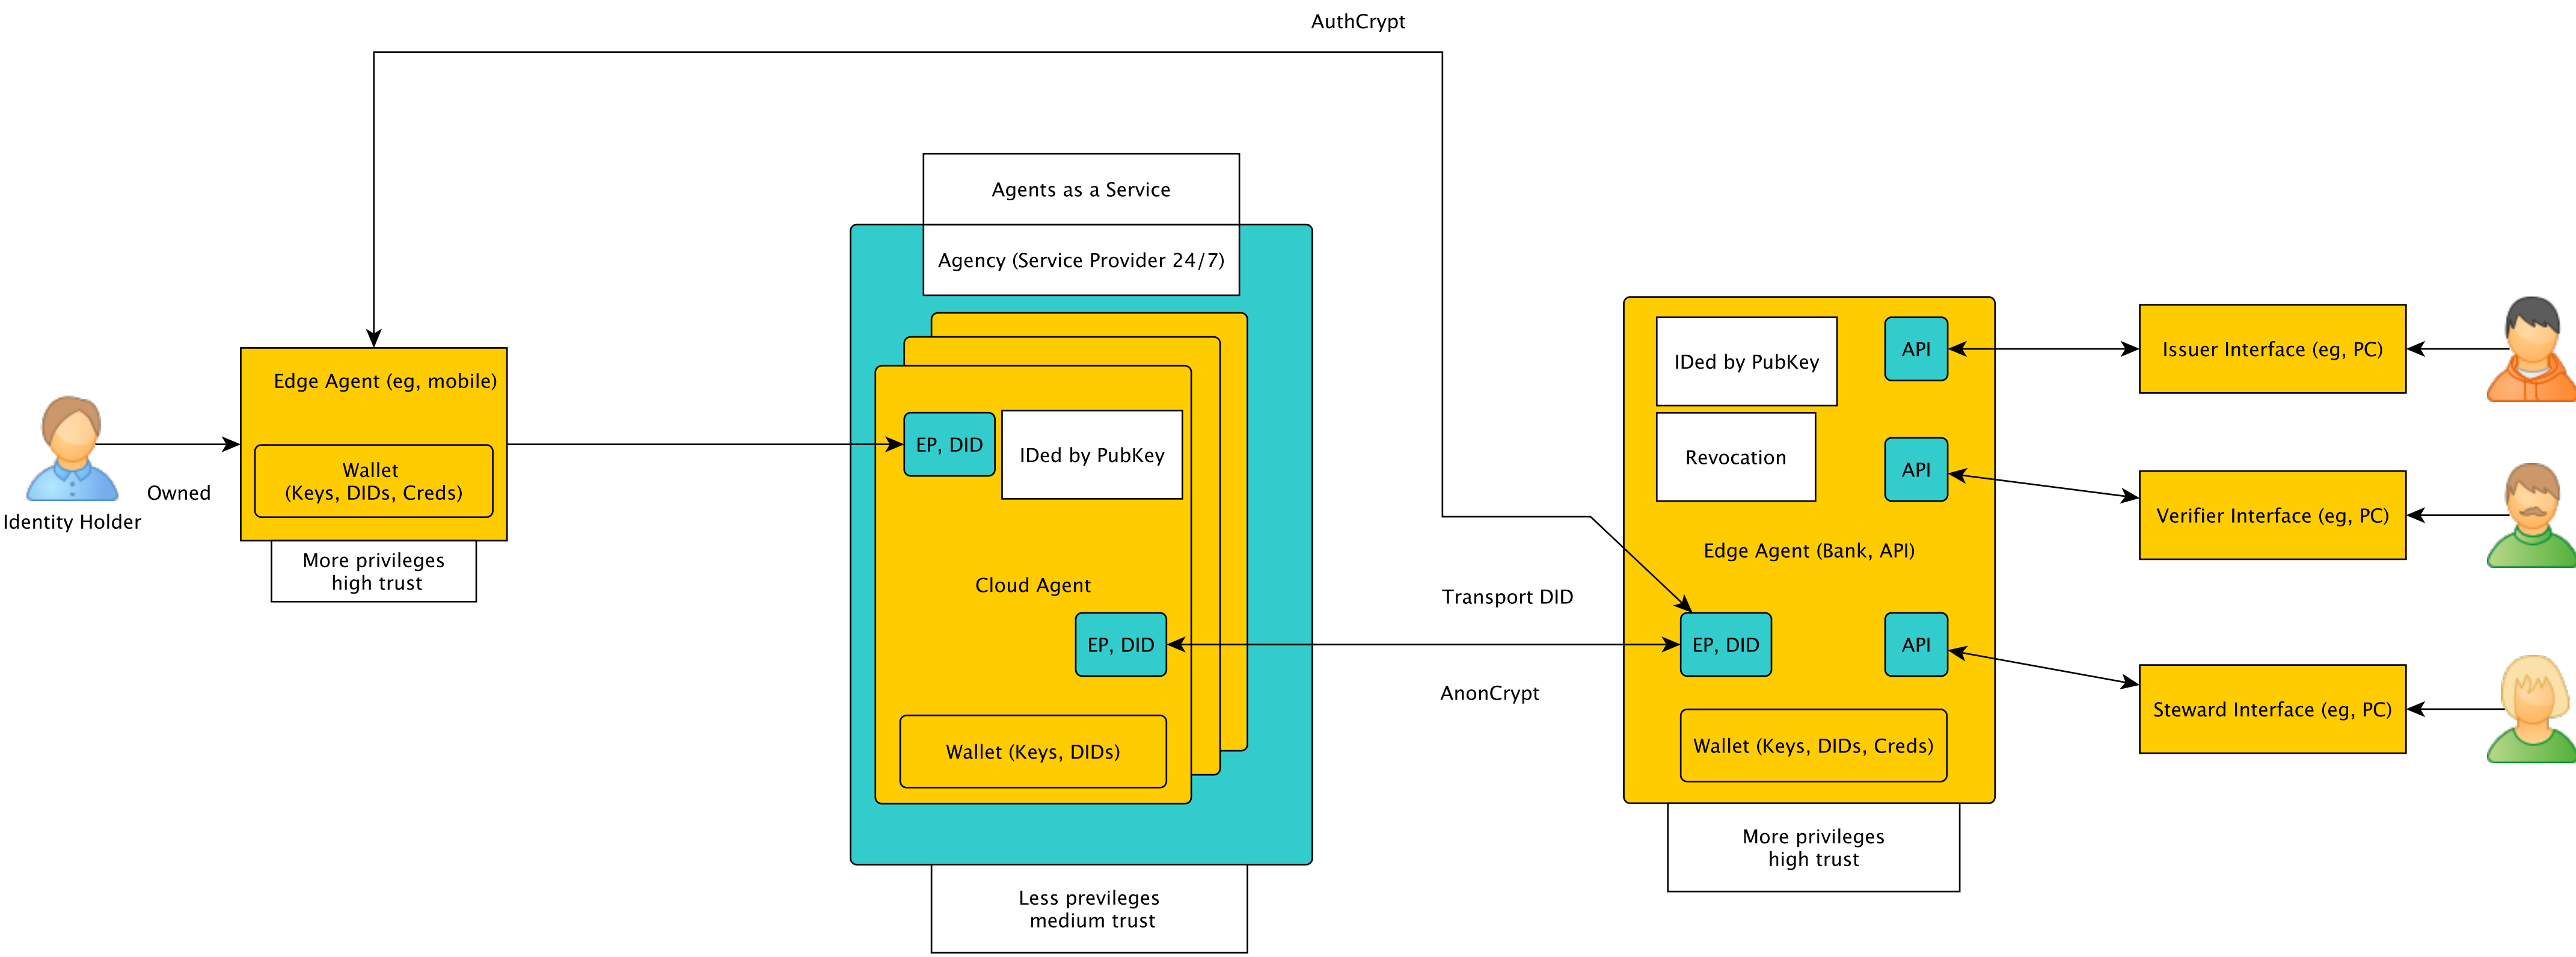 AuthCrypt
Agents as a Service
Agency (Service Provider 24/7)
Identity Holder
Owned
Edge Agent (eg, mobile)
Wallet
(Keys, DIDs, Creds)
More privileges
high trust
EP, DID
IDed by PubKey
Cloud Agent
EP, DID
Wallet (Keys, DIDs)
Less previleges
medium trust
Transport DID
AnonCrypt
IDed by PubKey
API
Revocation
API
Edge Agent (Bank, API)
EP, DID
API
Wallet (Keys, DIDs, Creds)
More privileges
high trust
Issuer Interface (eg, PC)
Verifier Interface (eg, PC)
Steward Interface (eg, PC)